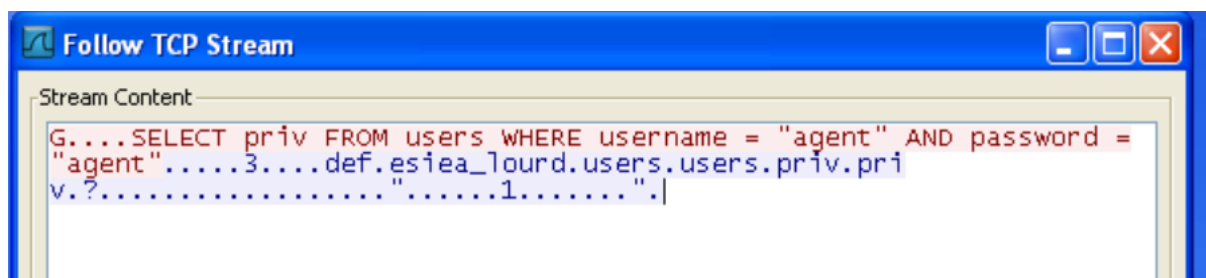 Follow TCP Stream
Stream Content
G....SELECT priv FROM users WHERE username = "agent" AND password =
"agent".....3....def.esiea_lourd.users.users.priv.pri
v.?..................."......1.......".